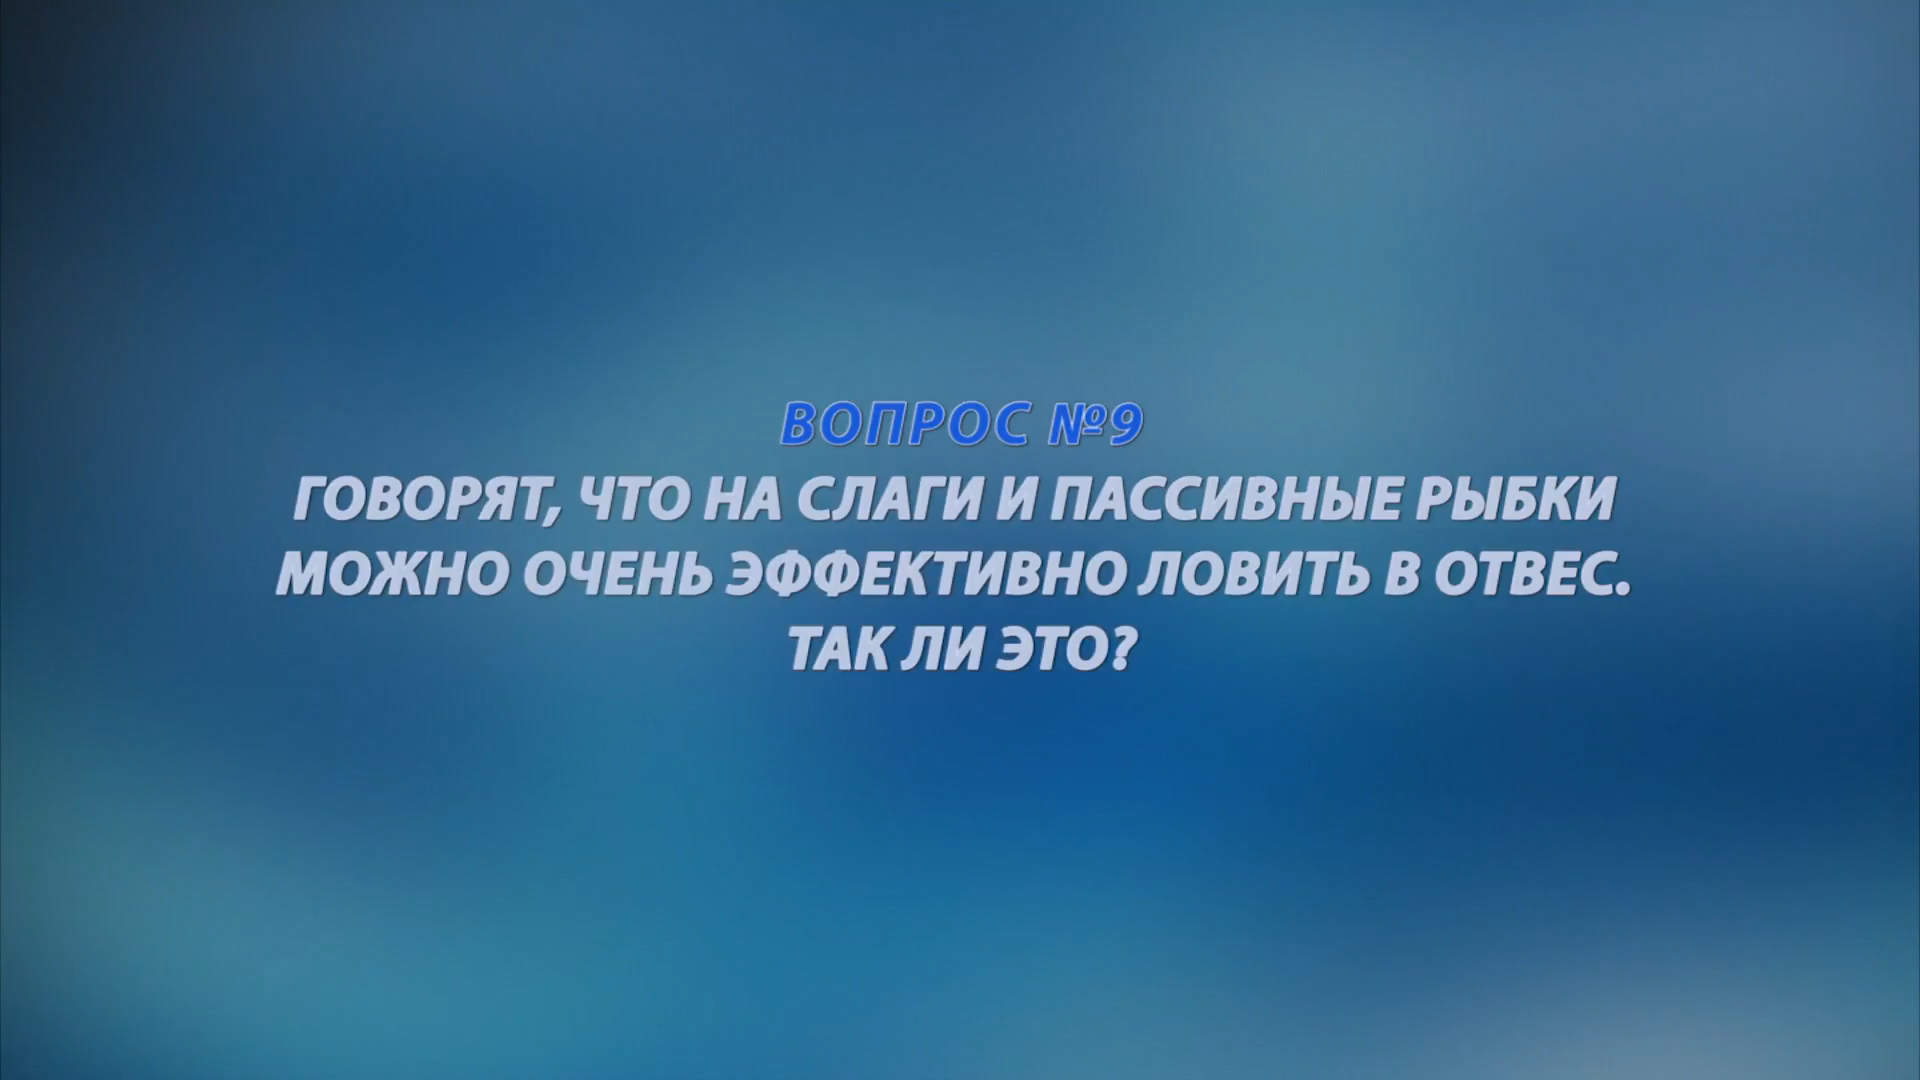 ВОПРОС №9
ГОВОРЯТ, ЧТО НА СЛАГИ И ПАССИВНЫЕ РЫБКИ
МОЖНО ОЧЕНЬ ЭФФЕКТИВНО ЛОВИТЬ В ОТВЕС.
ТАК ЛИ ЭТО?